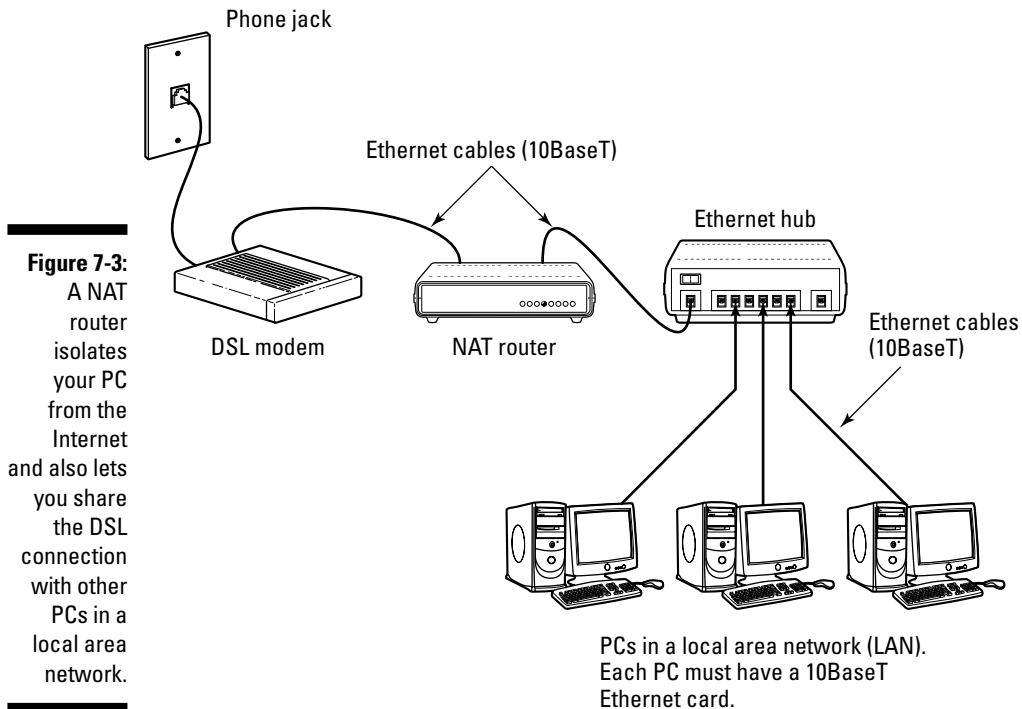 Phone jack
Ethernet cables (10BaseT)
Ethernet hub
Figure 7-3:
A NAT
router
isolates
your PC
from the
Internet
and also lets
you share
the DSL
connection
with other
PCs in a
local area
network.
DSL modem
NAT router
Ethernet cables
(10BaseT)
PCs in a local area network (LAN).
Each PC must have a 10BaseT
Ethernet card.